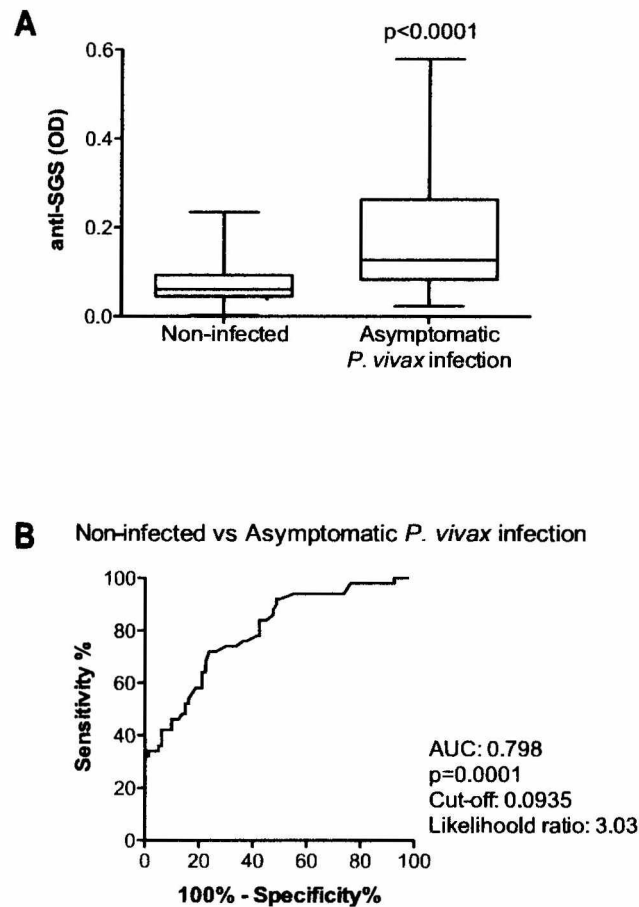 A
p<0.0001
anti-SGS (OD)
0.6
0.4
0.2
0.0
Non-infected
Asymptomatic
P. vivax infection
B Non-infected vs Asymptomatic P. vivax infection
Sensitivity %
100
80
60
40
20
0
0 20 40 60 80 100
100% - Specificity%
AUC: 0.798
p=0.0001
Cut-off: 0.0935
Likelihoold ratio: 3.03